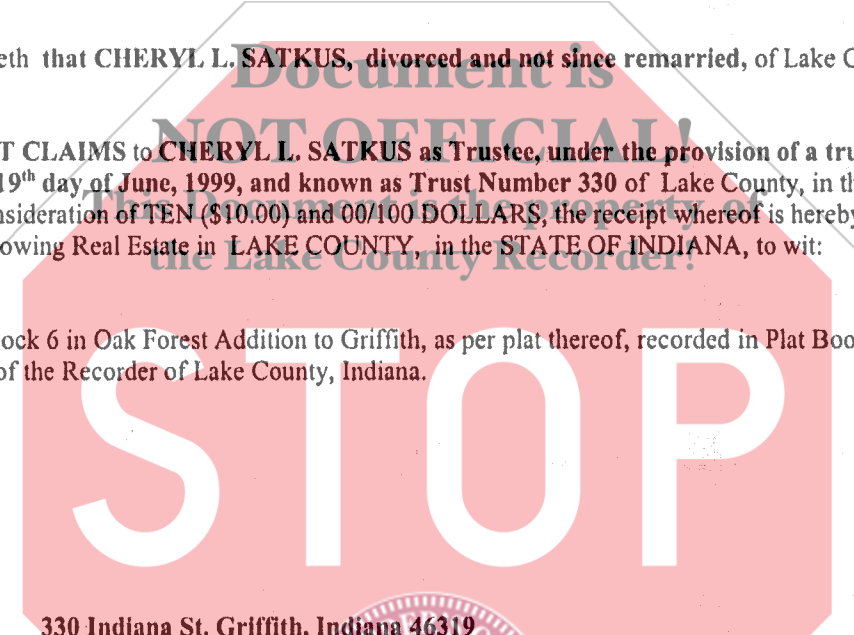 eth that CHERYL L. SATKUS, divorced and not since remarried, of Lake C
Document is
NOT OFFICIAL!
T CLAIMS to CHERYL L. SATKUS as Trustee, under the provision of a tru
19th day of June, 1999, and known as Trust Number 330 of Lake County, in th
This Document is the property of
nsideration of TEN ($10.00) and 00/100 DOLLARS, the receipt whereof is hereby
the Lake County Recorder!
owing Real Estate in LAKE COUNTY, in the STATE OF INDIANA, to wit:
ock 6 in Oak Forest Addition to Griffith, as per plat thereof, recorded in Plat Boo
of the Recorder of Lake County, Indiana.
STOP
330 Indiana St. Griffith, Indiana 46319